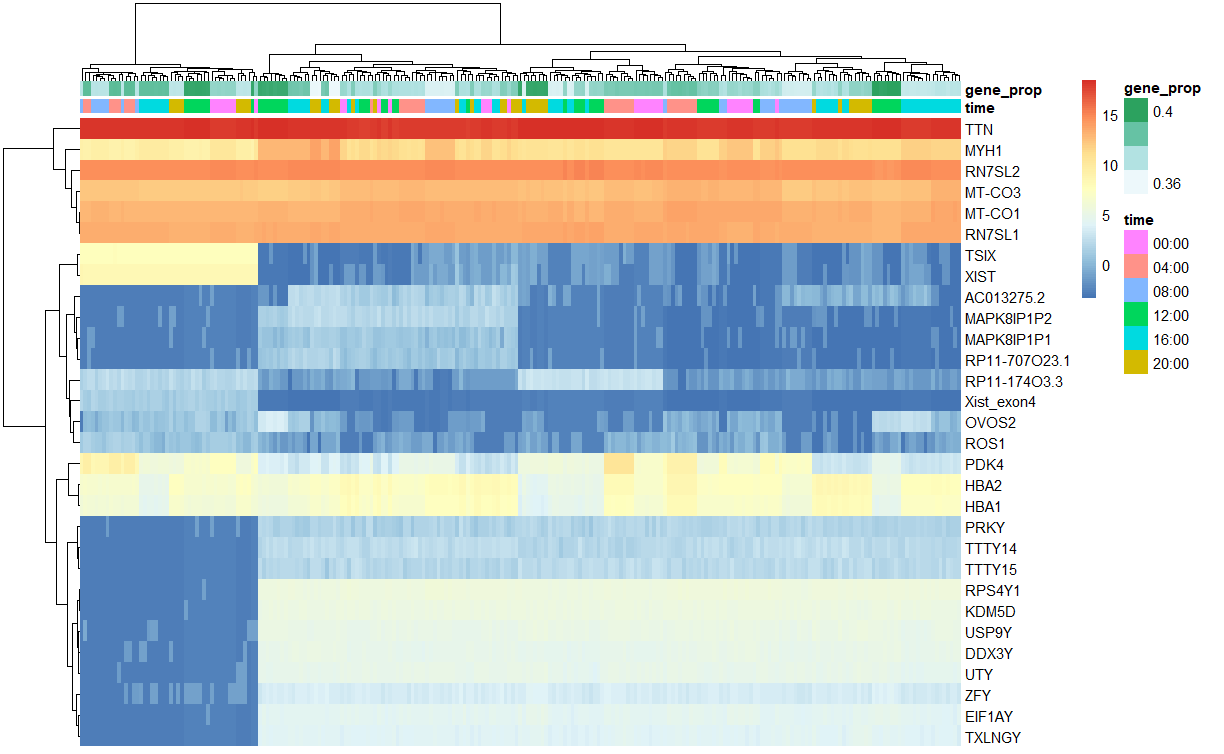 gene_prop
time
TTN
MYH1
RN7SL2
MT-CO3
MT-CO1
RN7SL1
TSIX
XIST
AC013275.2
MAPK8IP1P2
MAPK8IP1P1
RP11-707O23.1
RP11-174O3.3
Xist_exon4
OVOS2
ROS1
PDK4
HBA2
HBA1
PRKY
TTTY14
TTTY15
RPS4Y1
KDM5D
USP9Y
DDX3Y
UTY
ZFY
EIF1AY
TXLNGY
15
10
5
0
gene_prop
0.4
0.36
time
00:00
04:00
08:00
12:00
16:00
20:00